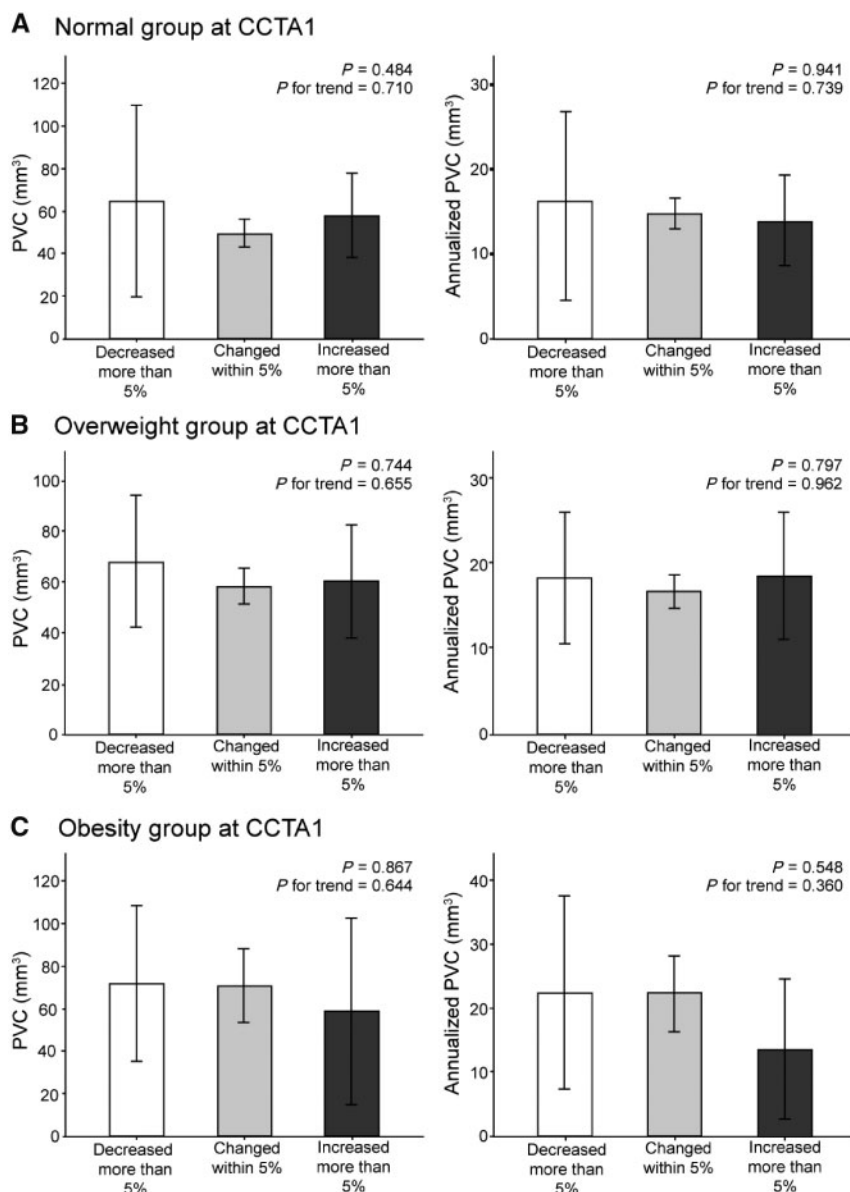 A Normal group at CCTA1
P = 0.484
P for trend = 0.710
120
100
80
60
40
20
0
PVC (mm³)
Decreased more than 5%
Changed within 5%
Increased more than 5%
P = 0.941
P for trend = 0.739
30
20
10
0
Annualized PVC (mm³)
Decreased more than 5%
Changed within 5%
Increased more than 5%
B Overweight group at CCTA1
P = 0.744
P for trend = 0.655
100
80
60
40
20
0
PVC (mm³)
Decreased more than 5%
Changed within 5%
Increased more than 5%
P = 0.797
P for trend = 0.962
30
20
10
0
Annualized PVC (mm³)
Decreased more than 5%
Changed within 5%
Increased more than 5%
C Obesity group at CCTA1
P = 0.867
P for trend = 0.644
120
100
80
60
40
20
0
PVC (mm³)
Decreased more than 5%
Changed within 5%
Increased more than 5%
P = 0.548
P for trend = 0.360
40
30
20
10
0
Annualized PVC (mm³)
Decreased more than 5%
Changed within 5%
Increased more than 5%